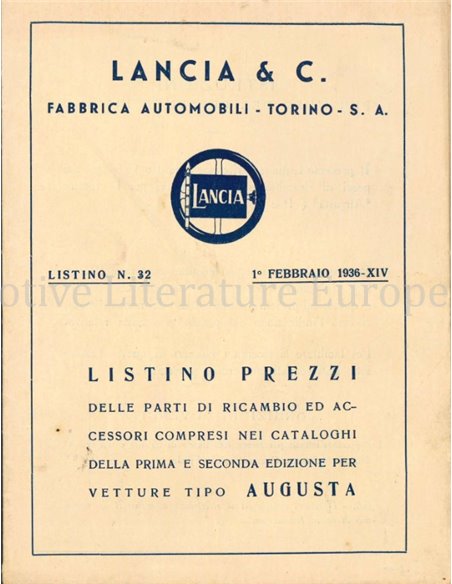 LANCIA & C.
FABBRICA AUTOMOBILI - TORINO - S. A.
LANCIA
LISTINO N. 32 1° FEBBRAIO 1936-XIV
otive Literature Europe
LISTINO PREZZI
DELLE PARTI DI RICAMBIO ED AC-
CESSORI COMPRESI NEI CATALOGHI
DELLA PRIMA E SECONDA EDIZIONE PER
VETTURE TIPO AUGUSTA